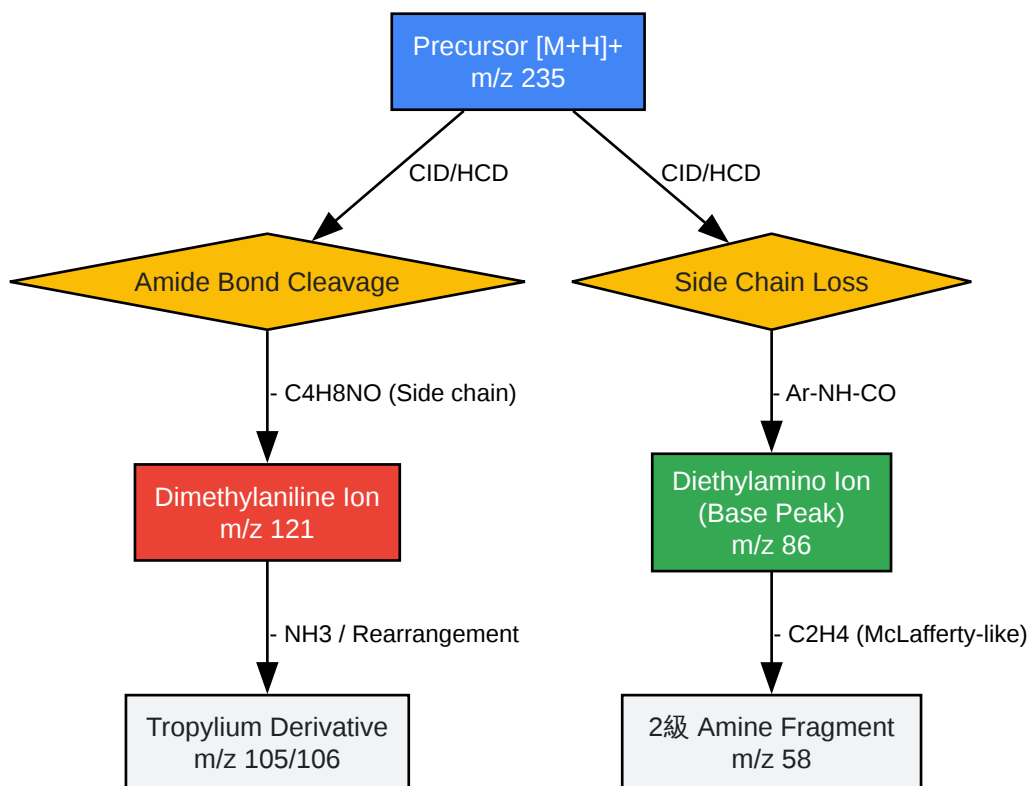 Precursor [M+H]+
m/z 235
CID/HCD
CID/HCD
Amide Bond Cleavage
Side Chain Loss
- C4H8NO (Side chain)
- Ar-NH-CO
Dimethylaniline Ion
m/z 121
Diethylamino Ion
(Base Peak)
m/z 86
- NH3 / Rearrangement
- C2H4 (McLafferty-like)
Tropylium Derivative
m/z 105/106
2級 Amine Fragment
m/z 58